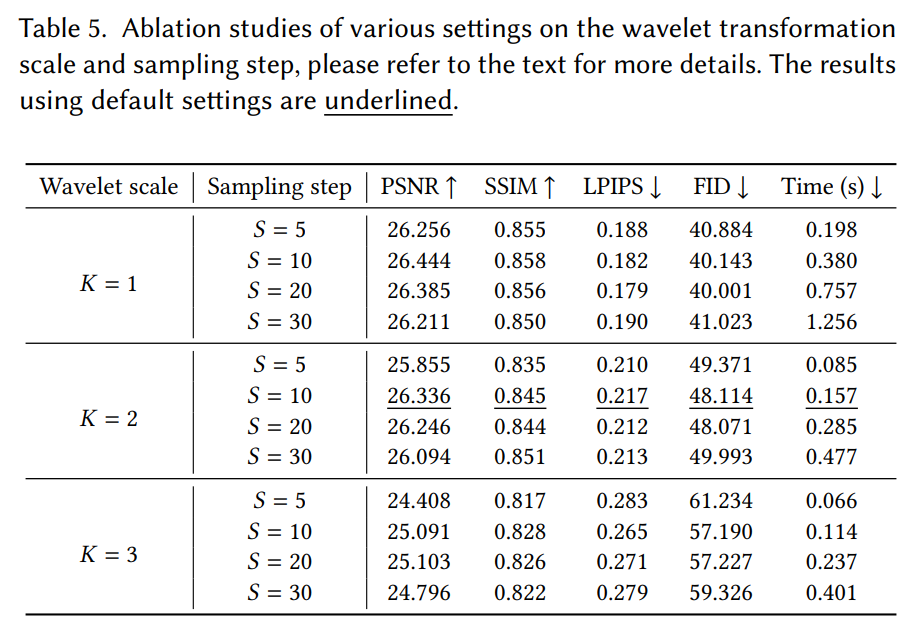 Table 5. Ablation studies of various settings on the wavelet transformation
scale and sampling step, please refer to the text for more details. The results
using default settings are underlined.
Wavelet scale Sampling step PSNR ↑ SSIM ↑ LPIPS ↓ FID ↓ Time (s) ↓
S = 5 26.256 0.855 0.188 40.884 0.198
S = 10 26.444 0.858 0.182 40.143 0.380
K = 1
S = 20 26.385 0.856 0.179 40.001 0.757
S = 30 26.211 0.850 0.190 41.023 1.256
S = 5 25.855 0.835 0.210 49.371 0.085
S = 10 26.336 0.845 0.217 48.114 0.157
K = 2
S = 20 26.246 0.844 0.212 48.071 0.285
S = 30 26.094 0.851 0.213 49.993 0.477
S = 5 24.408 0.817 0.283 61.234 0.066
S = 10 25.091 0.828 0.265 57.190 0.114
K = 3
S = 20 25.103 0.826 0.271 57.227 0.237
S = 30 24.796 0.822 0.279 59.326 0.401